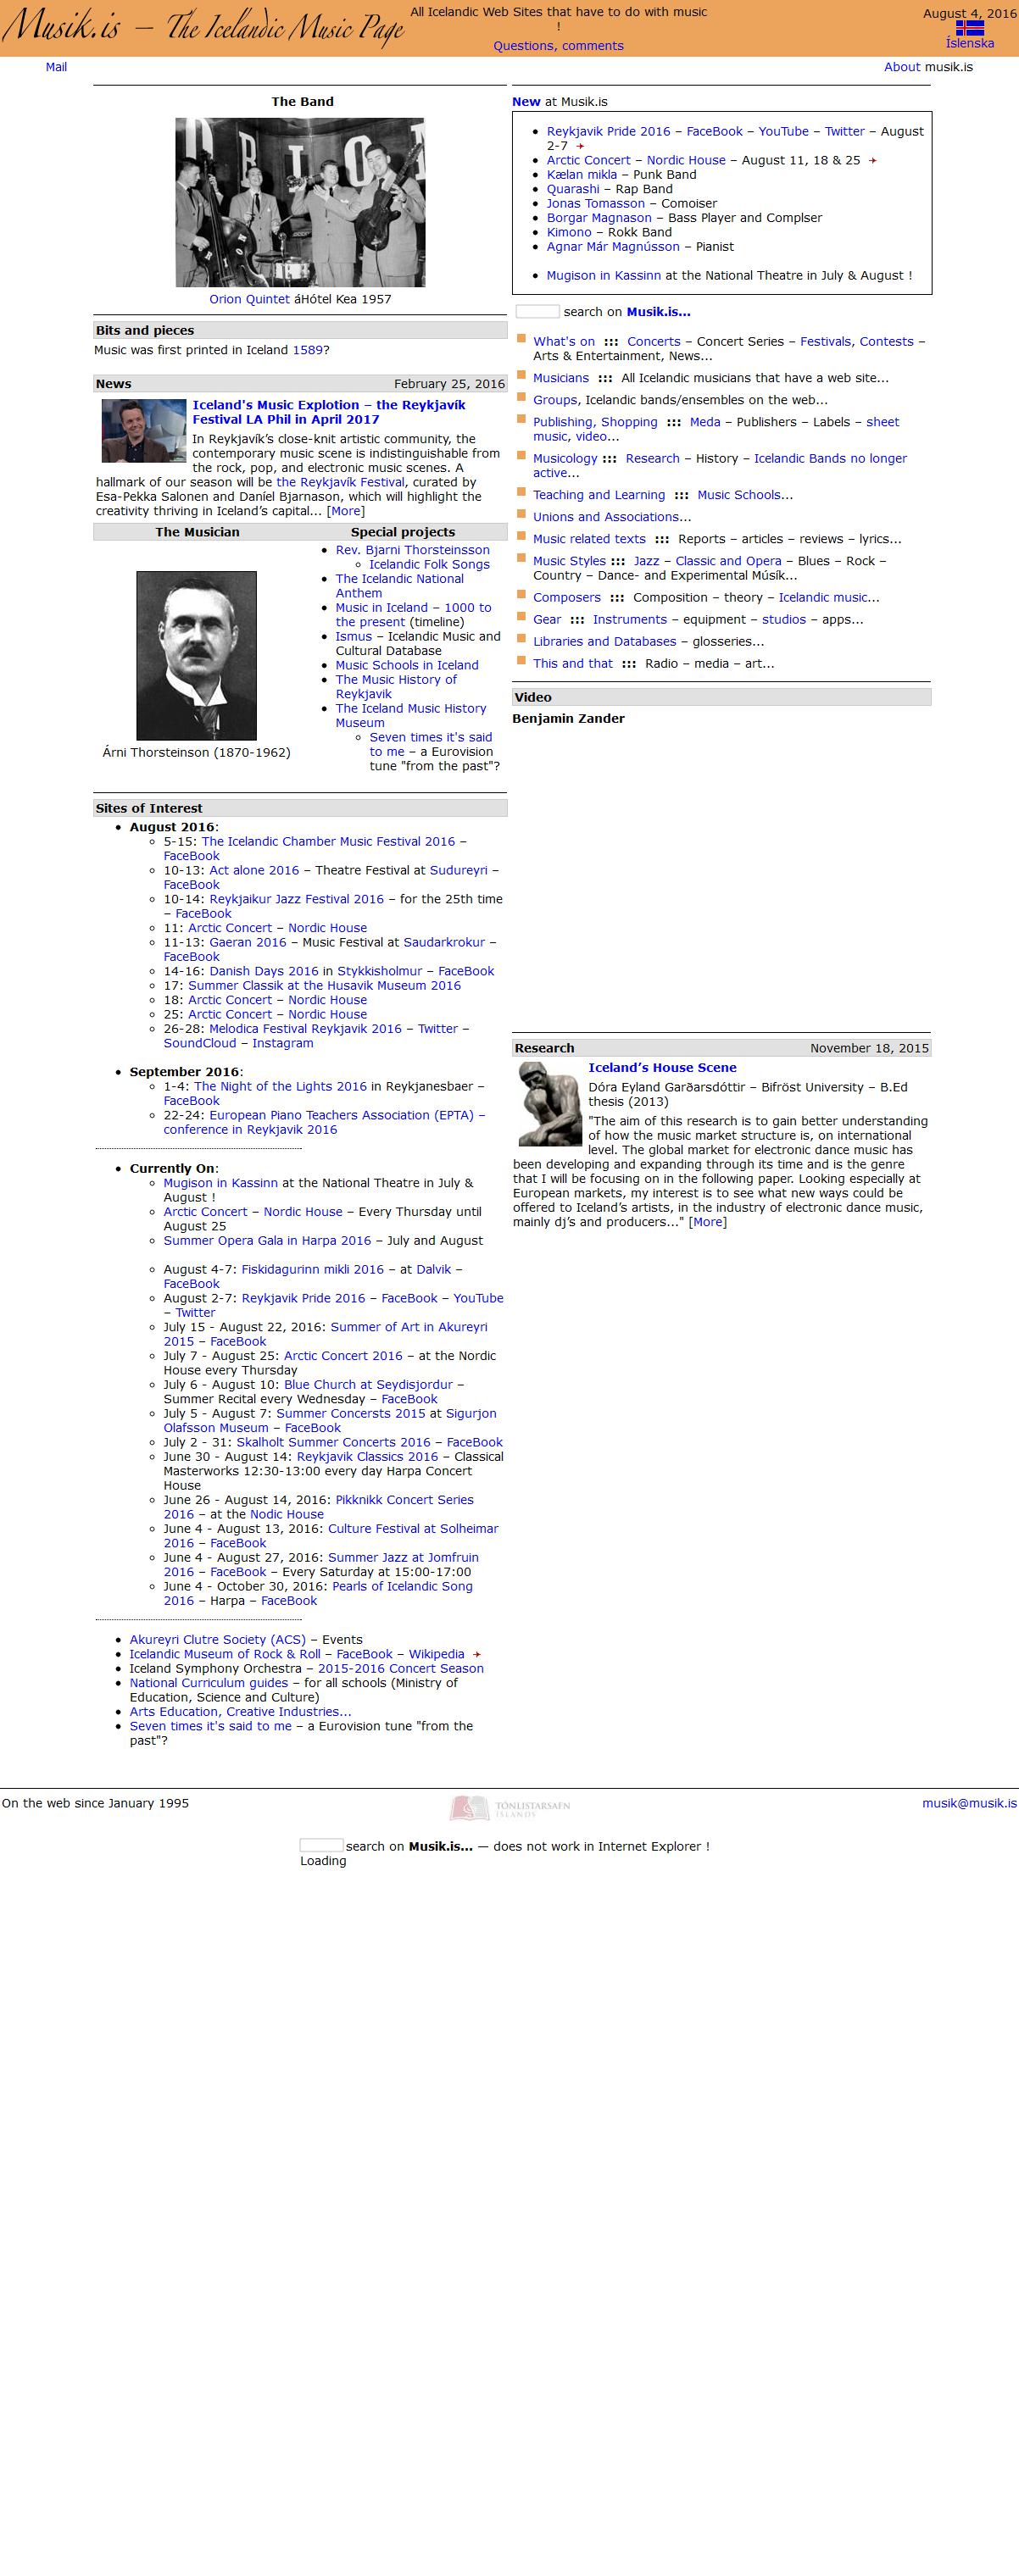 Musik.is – The Icelandic Music Page
All Icelandic Web Sites that have to do with music
!
Questions, comments
August 4, 2016
Íslenska
Mail
About musik.is
The Band
Orion Quintet áHótel Kea 1957
Bits and pieces
Music was first printed in Iceland 1589?
News February 25, 2016
Iceland's Music Explotion – the Reykjavík
Festival LA Phil in April 2017
In Reykjavík’s close-knit artistic community, the
contemporary music scene is indistinguishable from
the rock, pop, and electronic music scenes. A
hallmark of our season will be the Reykjavík Festival, curated by
Esa-Pekka Salonen and Daníel Bjarnason, which will highlight the
creativity thriving in Iceland’s capital... [More]
The Musician
Árni Thorsteinson (1870-1962)
Special projects
Rev. Bjarni Thorsteinsson
Icelandic Folk Songs
The Icelandic National
Anthem
Music in Iceland – 1000 to
the present (timeline)
Ismus – Icelandic Music and
Cultural Database
Music Schools in Iceland
The Music History of
Reykjavik
The Iceland Music History
Museum
Seven times it's said
to me – a Eurovision
tune "from the past"?
Sites of Interest
August 2016:
5-15: The Icelandic Chamber Music Festival 2016 –
FaceBook
10-13: Act alone 2016 – Theatre Festival at Sudureyri –
FaceBook
10-14: Reykjaikur Jazz Festival 2016 – for the 25th time
– FaceBook
11: Arctic Concert – Nordic House
11-13: Gaeran 2016 – Music Festival at Saudarkrokur –
FaceBook
14-16: Danish Days 2016 in Stykkisholmur – FaceBook
17: Summer Classik at the Husavik Museum 2016
18: Arctic Concert – Nordic House
25: Arctic Concert – Nordic House
26-28: Melodica Festival Reykjavik 2016 – Twitter –
SoundCloud – Instagram
September 2016:
1-4: The Night of the Lights 2016 in Reykjanesbaer –
FaceBook
22-24: European Piano Teachers Association (EPTA) –
conference in Reykjavik 2016
Currently On:
Mugison in Kassinn at the National Theatre in July &
August !
Arctic Concert – Nordic House – Every Thursday until
August 25
Summer Opera Gala in Harpa 2016 – July and August
August 4-7: Fiskidagurinn mikli 2016 – at Dalvik –
FaceBook
August 2-7: Reykjavik Pride 2016 – FaceBook – YouTube
– Twitter
July 15 - August 22, 2016: Summer of Art in Akureyri
2015 – FaceBook
July 7 - August 25: Arctic Concert 2016 – at the Nordic
House every Thursday
July 6 - August 10: Blue Church at Seydisjordur –
Summer Recital every Wednesday – FaceBook
July 5 - August 7: Summer Concersts 2015 at Sigurjon
Olafsson Museum – FaceBook
July 2 - 31: Skalholt Summer Concerts 2016 – FaceBook
June 30 - August 14: Reykjavik Classics 2016 – Classical
Masterworks 12:30-13:00 every day Harpa Concert
House
June 26 - August 14, 2016: Pikknikk Concert Series
2016 – at the Nodic House
June 4 - August 13, 2016: Culture Festival at Solheimar
2016 – FaceBook
June 4 - August 27, 2016: Summer Jazz at Jomfruin
2016 – FaceBook – Every Saturday at 15:00-17:00
June 4 - October 30, 2016: Pearls of Icelandic Song
2016 – Harpa – FaceBook
Akureyri Clutre Society (ACS) – Events
Icelandic Museum of Rock & Roll – FaceBook – Wikipedia
Iceland Symphony Orchestra – 2015-2016 Concert Season
National Curriculum guides – for all schools (Ministry of
Education, Science and Culture)
Arts Education, Creative Industries...
Seven times it's said to me – a Eurovision tune "from the
past"?
New at Musik.is
Reykjavik Pride 2016 – FaceBook – YouTube – Twitter – August
2-7
Arctic Concert – Nordic House – August 11, 18 & 25
Kælan mikla – Punk Band
Quarashi – Rap Band
Jonas Tomasson – Comoiser
Borgar Magnason – Bass Player and Complser
Kimono – Rokk Band
Agnar Már Magnússon – Pianist
Mugison in Kassinn at the National Theatre in July & August !
search on Musik.is...
What's on ::: Concerts – Concert Series – Festivals, Contests –
Arts & Entertainment, News...
Musicians ::: All Icelandic musicians that have a web site...
Groups, Icelandic bands/ensembles on the web...
Publishing, Shopping ::: Meda – Publishers – Labels – sheet
music, video...
Musicology ::: Research – History – Icelandic Bands no longer
active...
Teaching and Learning ::: Music Schools...
Unions and Associations...
Music related texts ::: Reports – articles – reviews – lyrics...
Music Styles ::: Jazz – Classic and Opera – Blues – Rock –
Country – Dance- and Experimental Músík...
Composers ::: Composition – theory – Icelandic music...
Gear ::: Instruments – equipment – studios – apps...
Libraries and Databases – glosseries...
This and that ::: Radio – media – art...
Video
Benjamin Zander
Research November 18, 2015
Iceland’s House Scene
Dóra Eyland Garðarsdóttir – Bifröst University – B.Ed
thesis (2013)
"The aim of this research is to gain better understanding
of how the music market structure is, on international
level. The global market for electronic dance music has
been developing and expanding through its time and is the genre
that I will be focusing on in the following paper. Looking especially at
European markets, my interest is to see what new ways could be
offered to Iceland’s artists, in the industry of electronic dance music,
mainly dj’s and producers..." [More]
On the web since January 1995
TÓNLISTARSAFN
ÍSLANDS
musik@musik.is
search on Musik.is... — does not work in Internet Explorer !
Loading